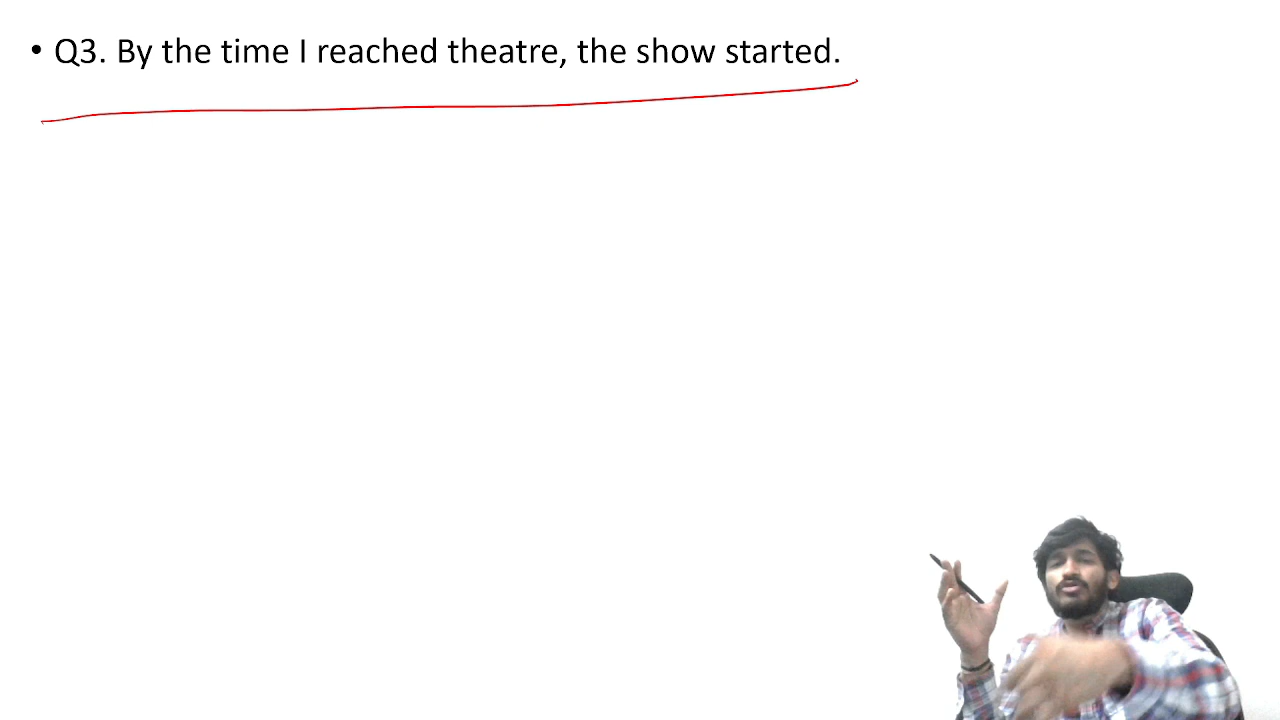 • Q3. By the time I reached theatre, the show started.